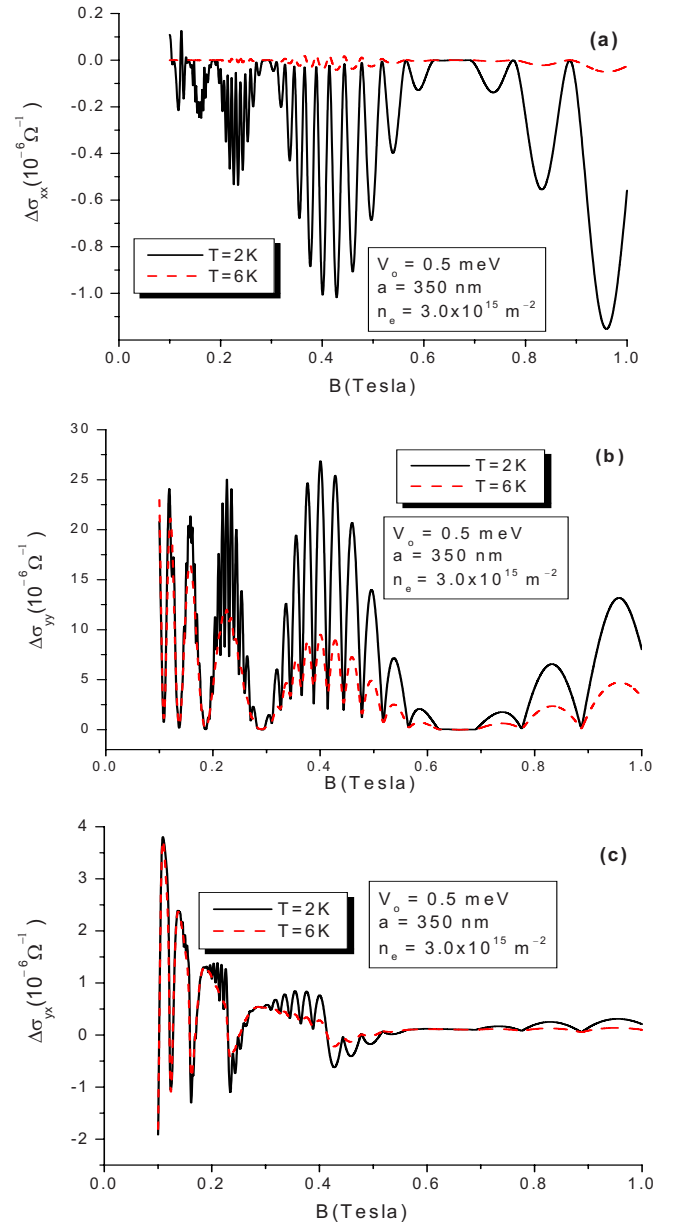 (a)
0.2
0.0
-0.2
-0.4
-0.6
-0.8
-1.0
Δσxx(10⁻⁶Ω⁻¹)
T=2K
T=6K
Vo = 0.5 meV
a = 350 nm
ne = 3.0x10¹⁵ m⁻²
0.0 0.2 0.4 0.6 0.8 1.0
B(Tesla)
(b)
30
25
20
15
10
5
0
Δσyy(10⁻⁶Ω⁻¹)
T=2K
T=6K
Vo = 0.5 meV
a = 350 nm
ne = 3.0x10¹⁵ m⁻²
0.0 0.2 0.4 0.6 0.8 1.0
B(Tesla)
(c)
4
3
2
1
0
-1
-2
Δσyx(10⁻⁶Ω⁻¹)
T=2K
T=6K
Vo = 0.5 meV
a = 350 nm
ne = 3.0x10¹⁵ m⁻²
0.0 0.2 0.4 0.6 0.8 1.0
B(Tesla)